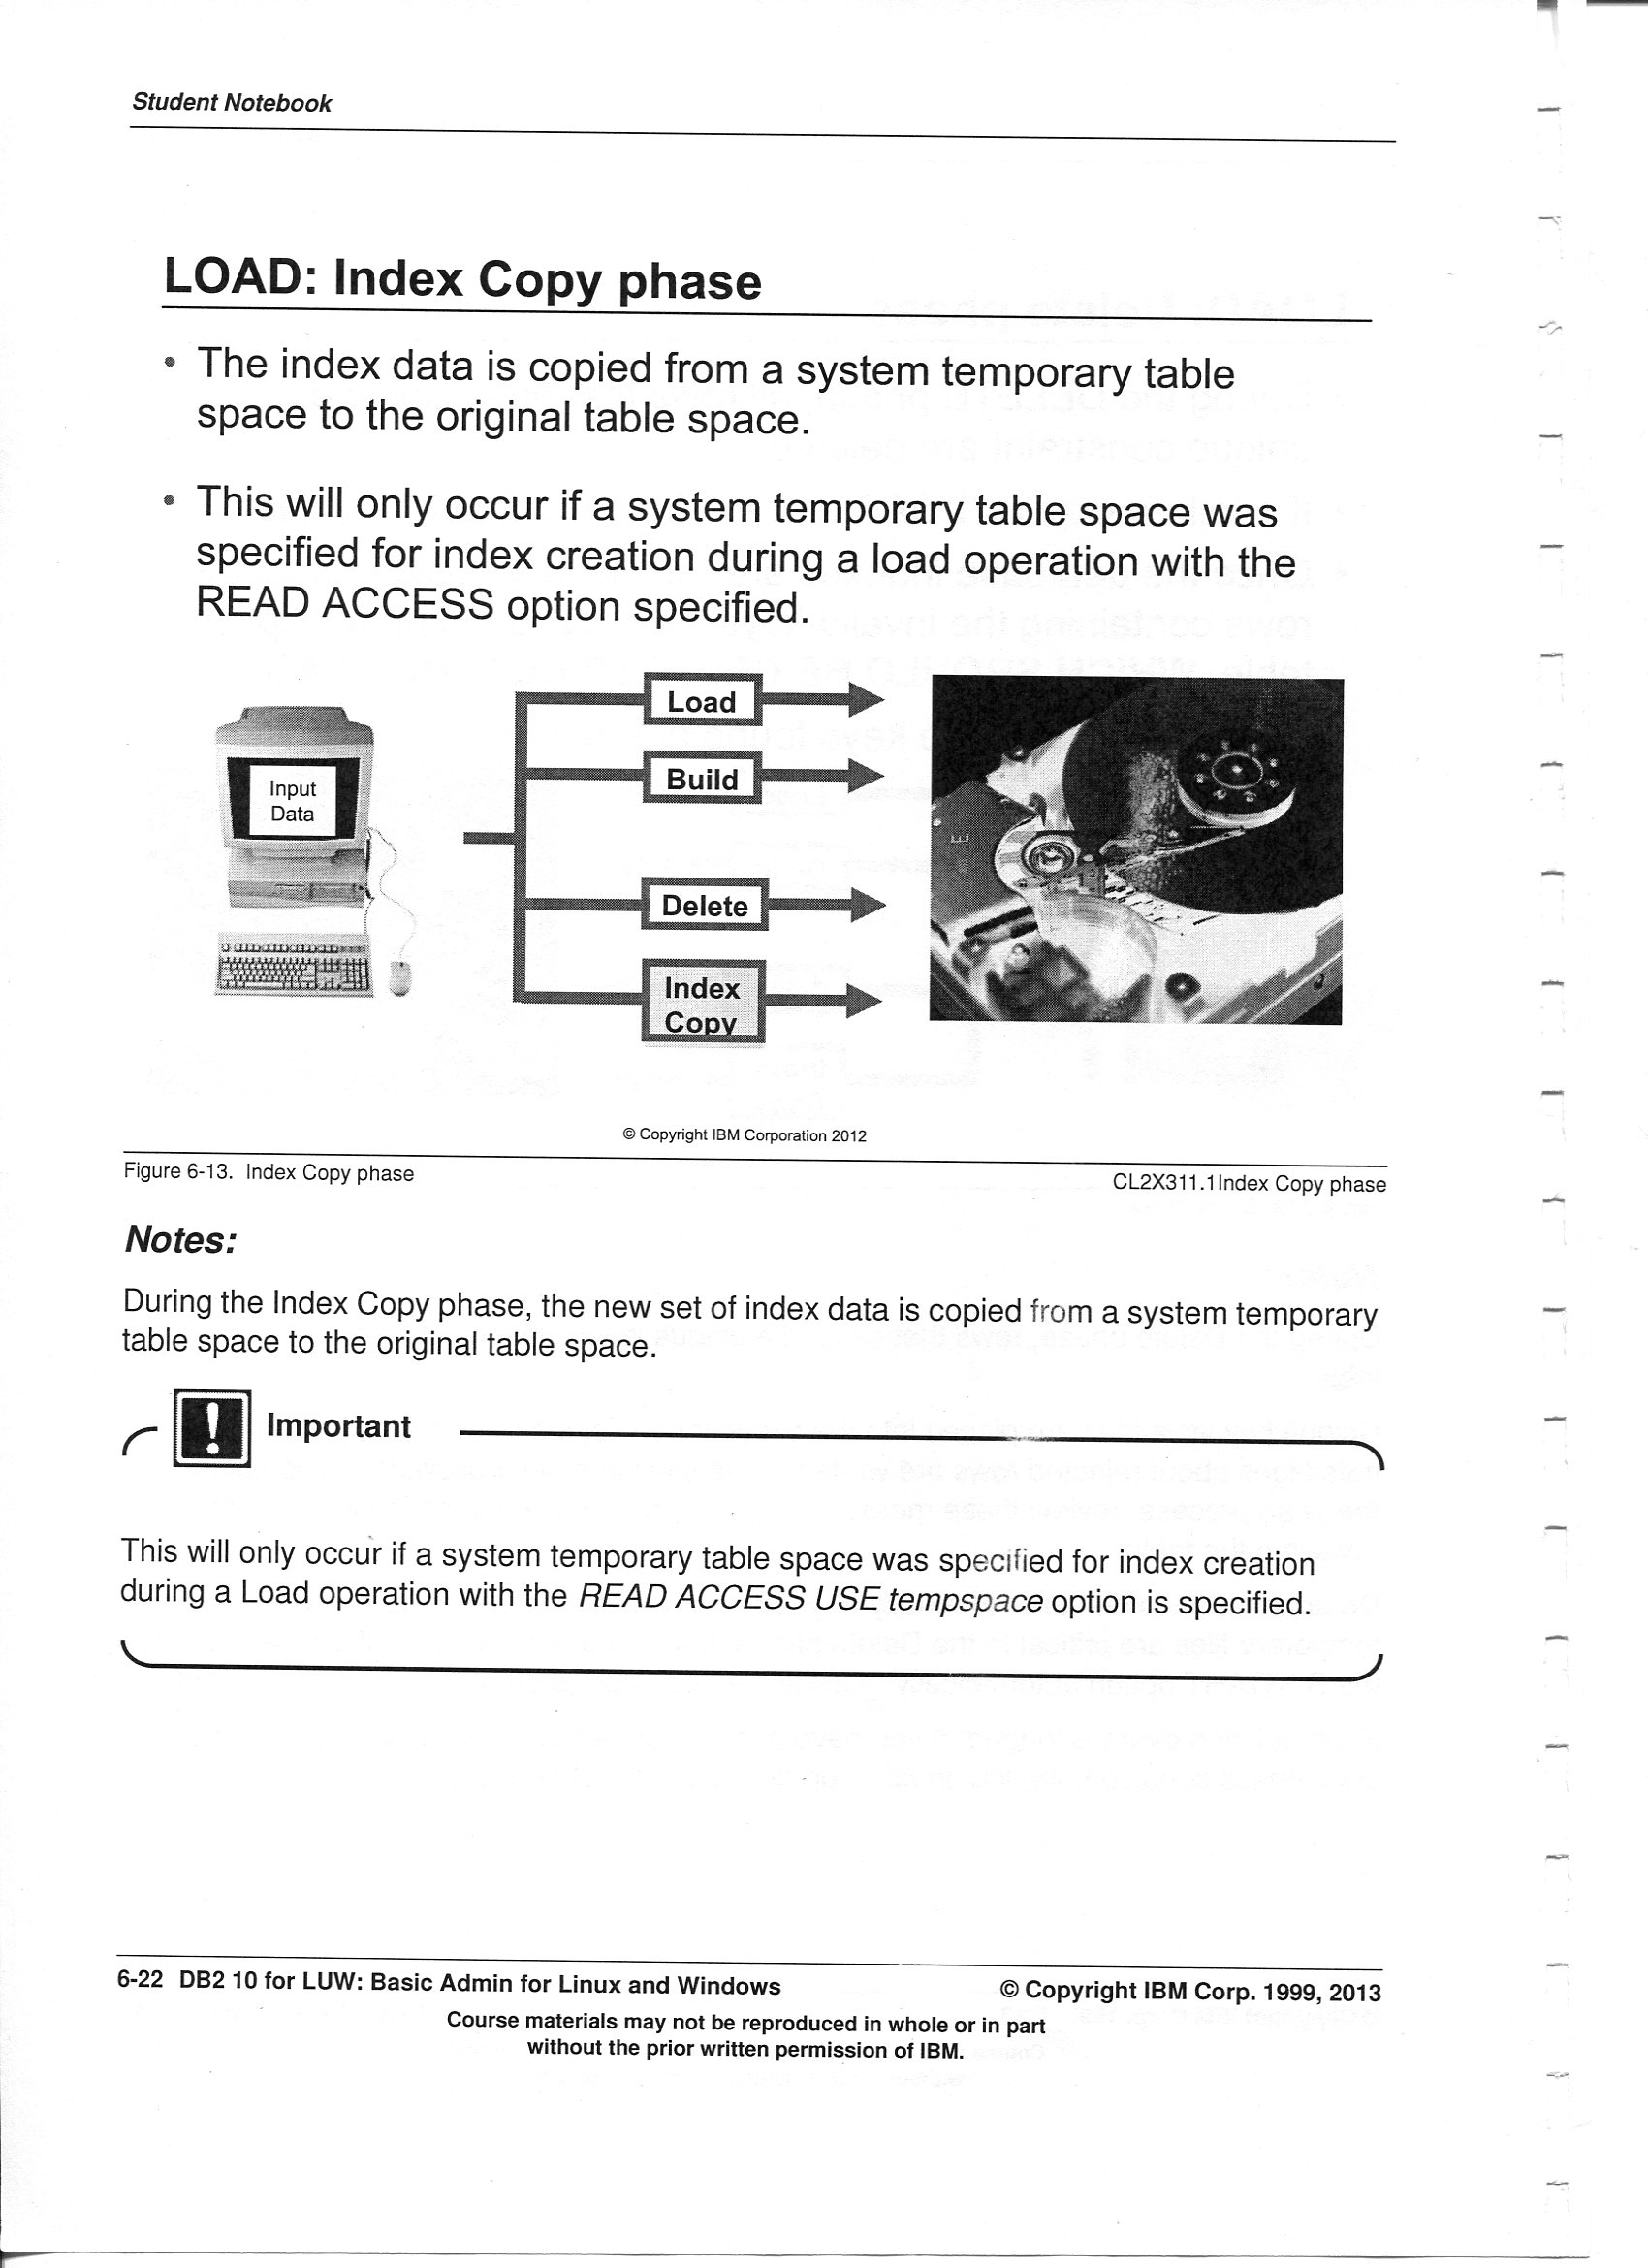 Student Notebook
LOAD: Index Copy phase
• The index data is copied from a system temporary table
space to the original table space.
• This will only occur if a system temporary table space was
specified for index creation during a load operation with the
READ ACCESS option specified.
Load
Build
Input
Data
Delete
Index
Copy
© Copyright IBM Corporation 2012
Figure 6-13. Index Copy phase
CL2X311.1Index Copy phase
Notes:
During the Index Copy phase, the new set of index data is copied from a system temporary
table space to the original table space.
! Important
This will only occur if a system temporary table space was specified for index creation
during a Load operation with the READ ACCESS USE tempspace option is specified.
6-22 DB2 10 for LUW: Basic Admin for Linux and Windows
© Copyright IBM Corp. 1999, 2013
Course materials may not be reproduced in whole or in part
without the prior written permission of IBM.